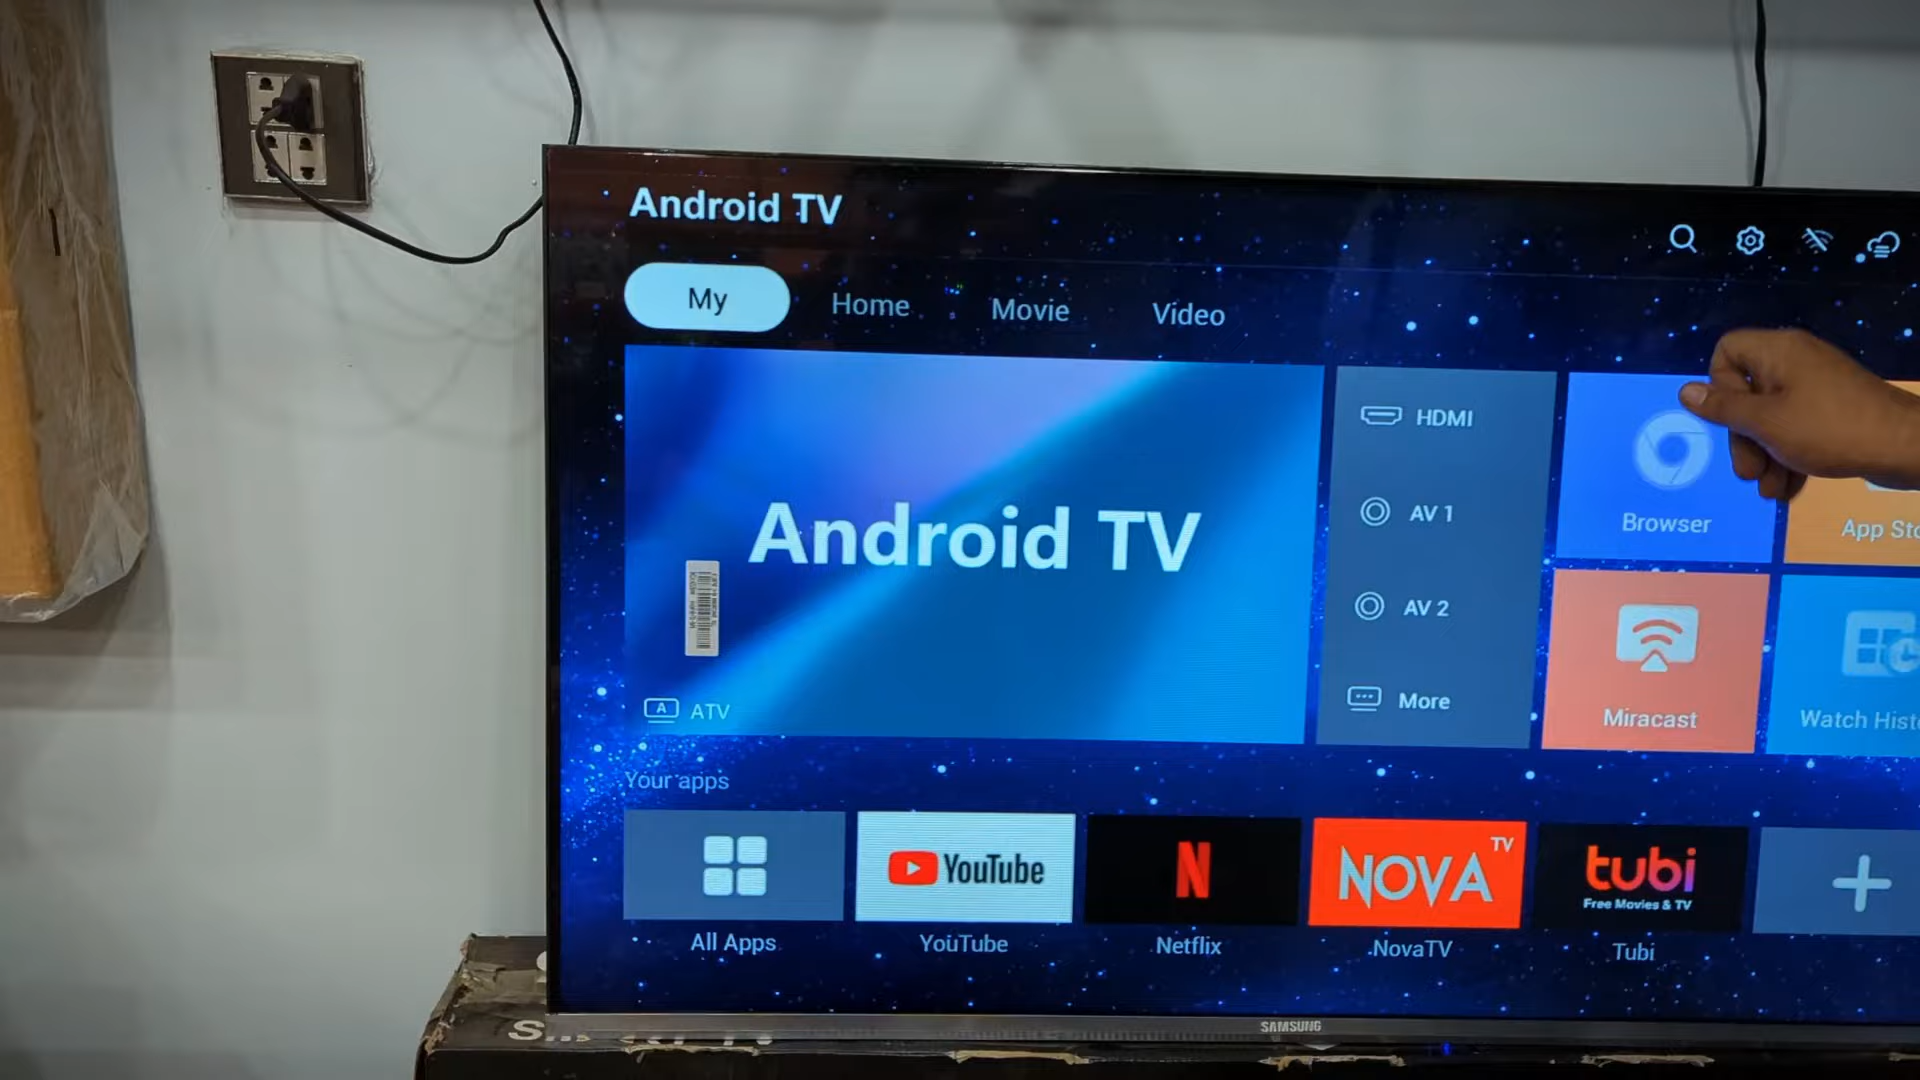 Android TV
My Home Movie Video
HDMI
AV 1
AV 2
More
Browser
App Sto
Android TV
ATV
Miracast
Watch Histo
Your apps
YouTube
N
NOVA TV
tubi
Free Movies & TV
All Apps
YouTube
Netflix
NovaTV
Tubi
SAMSUNG